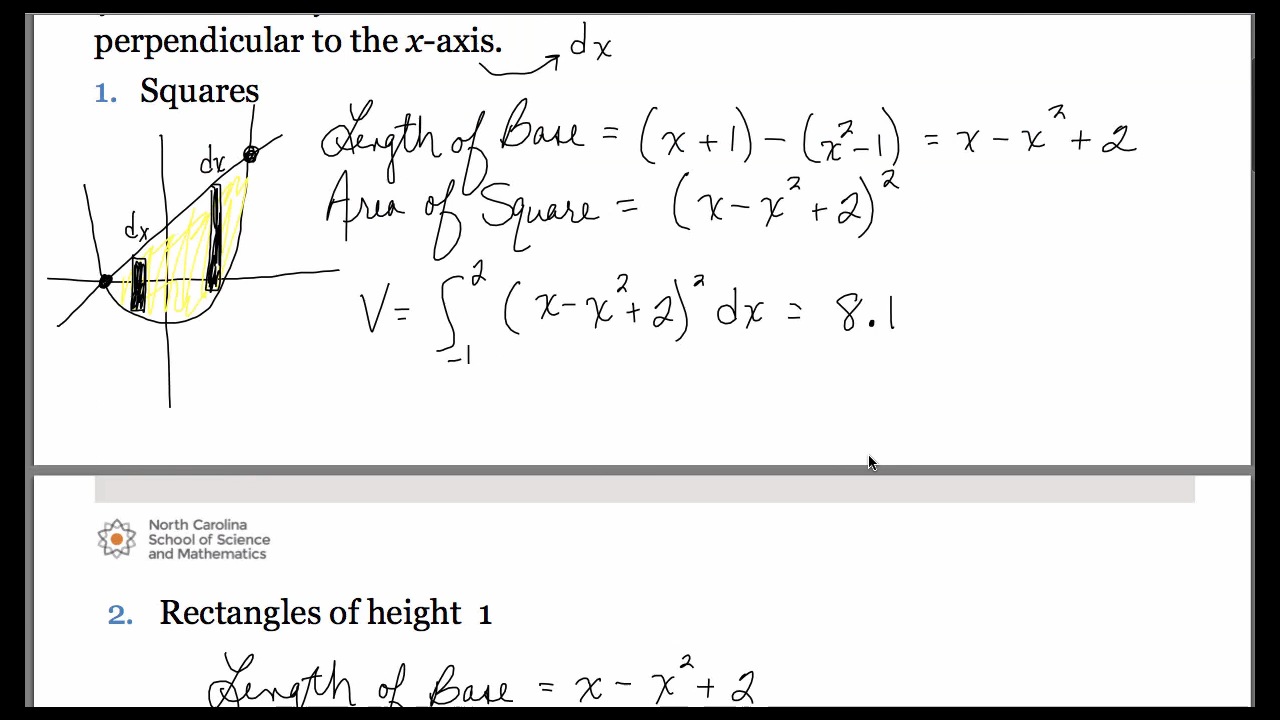 perpendicular to the x-axis.
dx
1. Squares
dx
dx
Length of Base = (x + 1) - (x² - 1) = x - x² + 2
Area of Square = (x - x² + 2)²
V = ∫₋₁² (x - x² + 2)² dx = 8.1
North Carolina
School of Science
and Mathematics
2. Rectangles of height 1
Length of Base = x - x² + 2